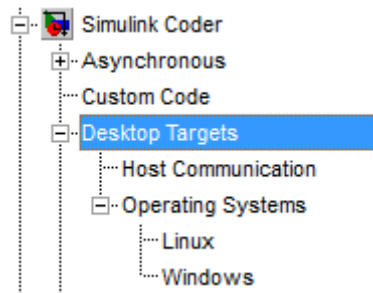 Simulink Coder
Asynchronous
Custom Code
Desktop Targets
Host Communication
Operating Systems
Linux
Windows